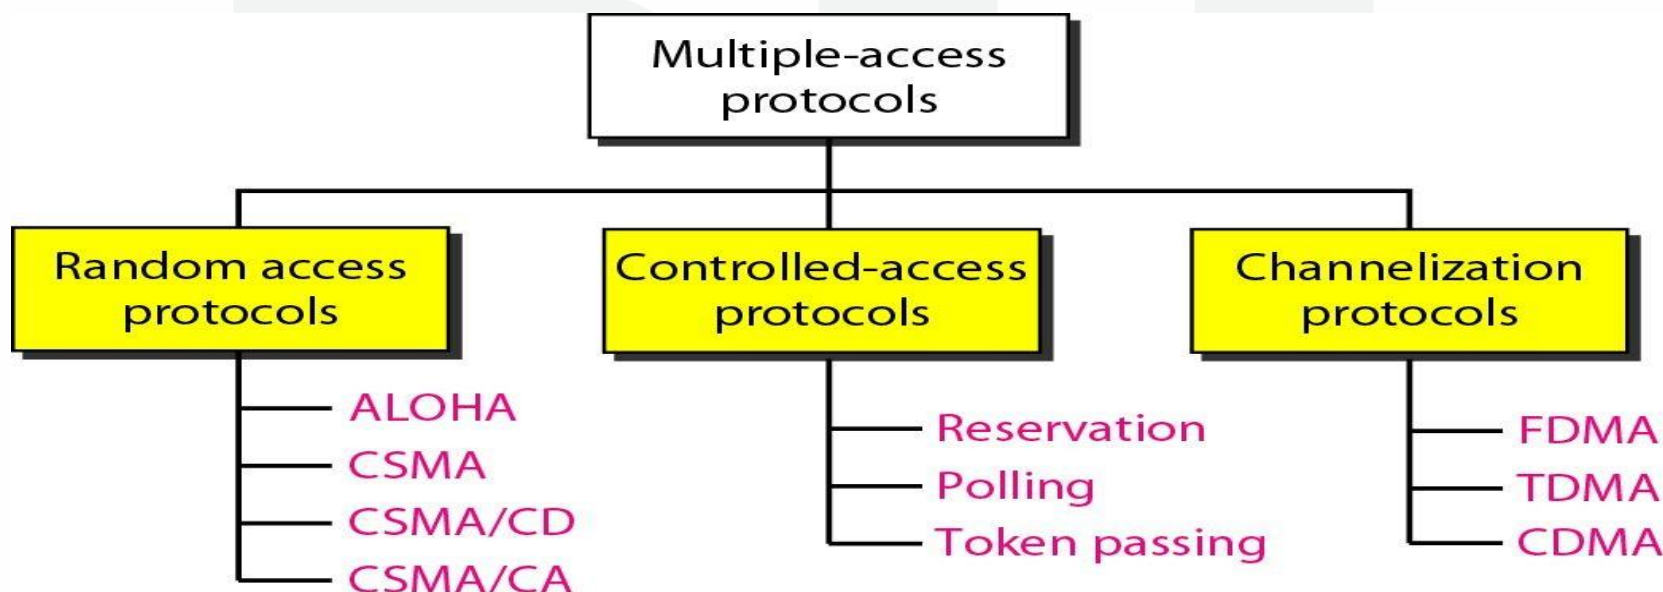 Multiple-access
protocols
Random access
protocols
Controlled-access
protocols
Channelization
protocols
ALOHA
CSMA
CSMA/CD
CSMA/CA
Reservation
Polling
Token passing
FDMA
TDMA
CDMA